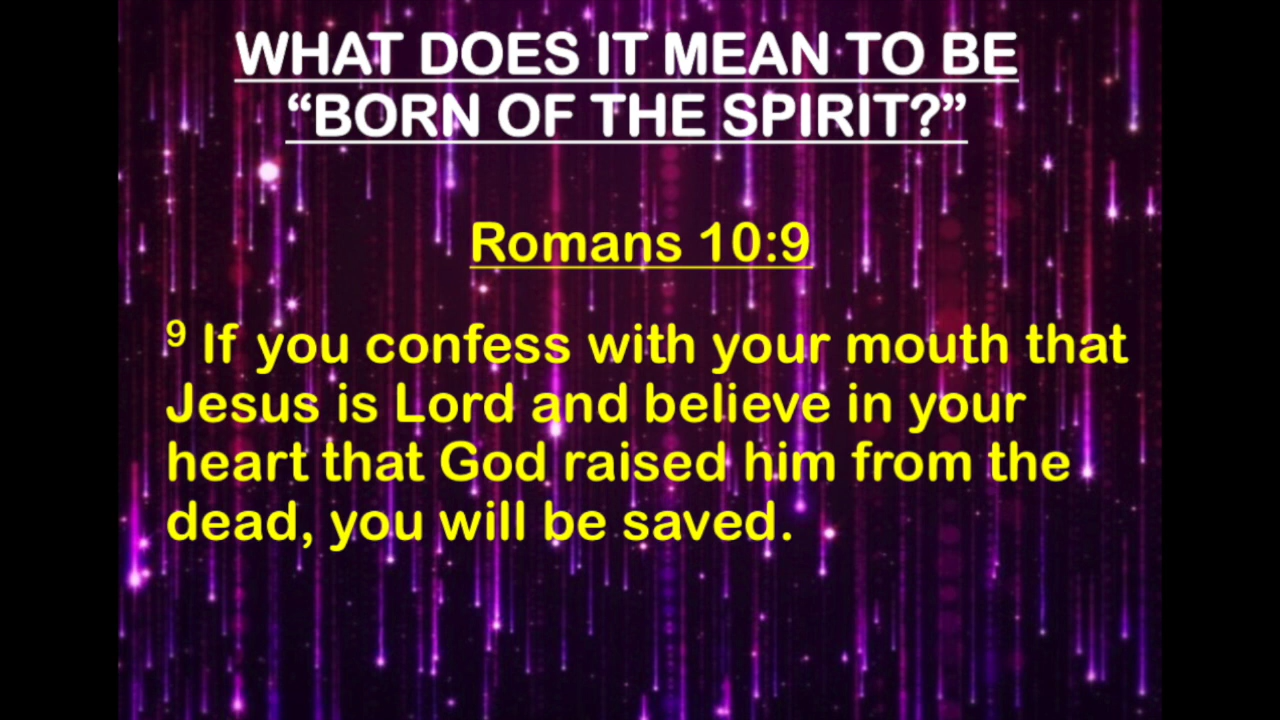 WHAT DOES IT MEAN TO BE
“BORN OF THE SPIRIT?”
Romans 10:9
9 If you confess with your mouth that
Jesus is Lord and believe in your
heart that God raised him from the
dead, you will be saved.